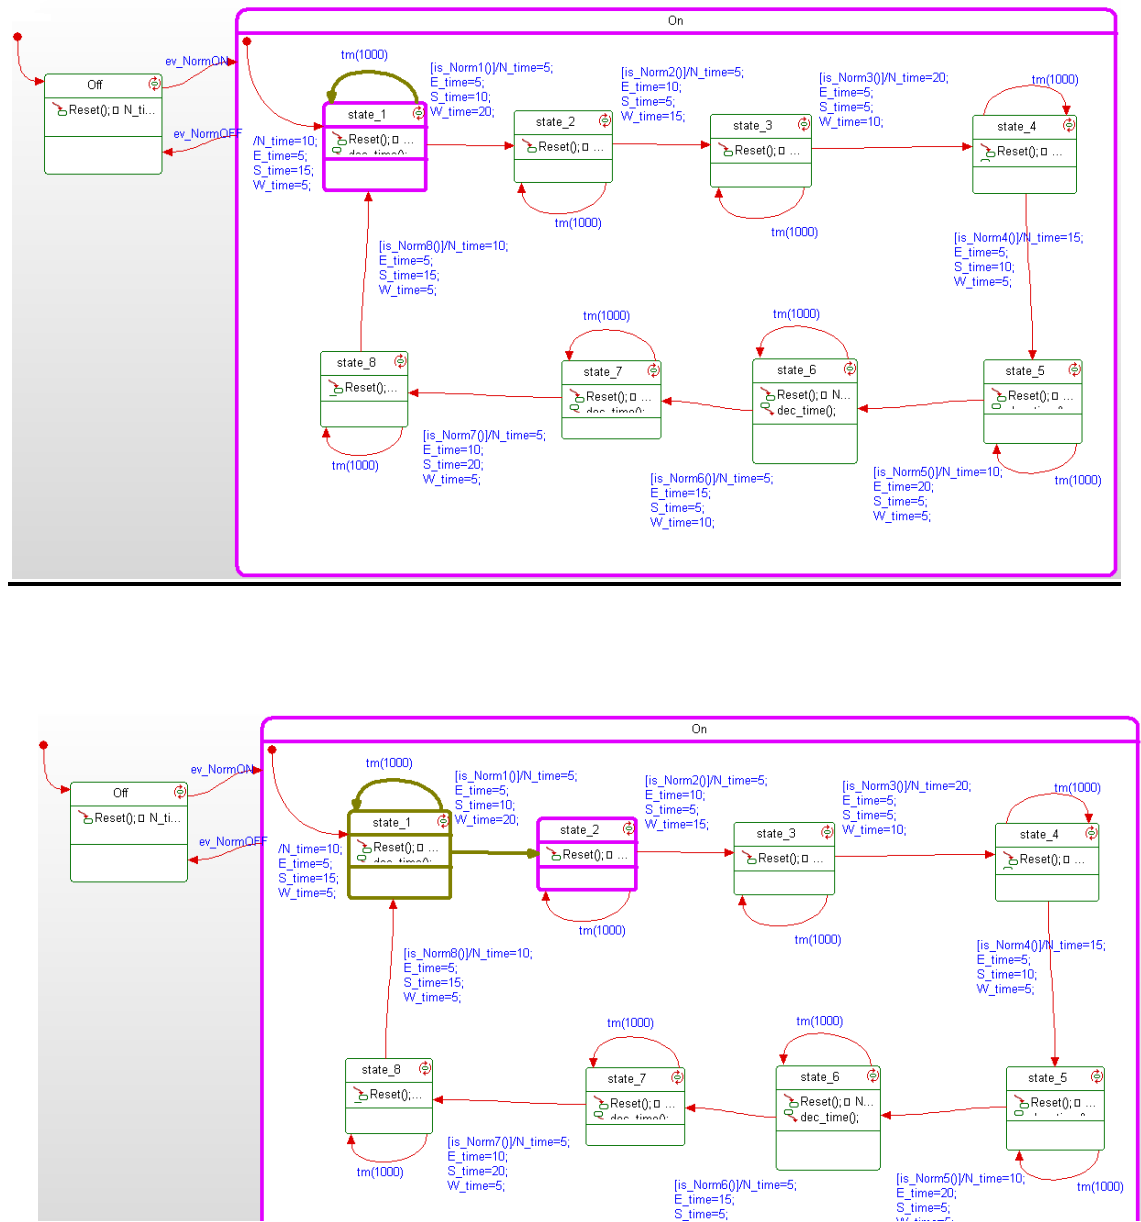 On
Off
Reset(); N_ti...
ev_NormON
ev_NormOFF
/N_time=10;
E_time=5;
S_time=15;
W_time=5;
tm(1000)
state_1
Reset(); ...
dec_time();
[is_Norm1()]/N_time=5;
E_time=5;
S_time=10;
W_time=20;
state_2
Reset(); ...
tm(1000)
[is_Norm2()]/N_time=5;
E_time=10;
S_time=5;
W_time=15;
state_3
Reset(); ...
tm(1000)
[is_Norm3()]/N_time=20;
E_time=5;
S_time=5;
W_time=10;
tm(1000)
state_4
Reset(); ...
[is_Norm4()]/N_time=15;
E_time=5;
S_time=10;
W_time=5;
[is_Norm8()]/N_time=10;
E_time=5;
S_time=15;
W_time=5;
state_8
Reset();...
tm(1000)
tm(1000)
state_7
Reset(); ...
dec_time();
tm(1000)
state_6
Reset(); N...
dec_time();
state_5
Reset(); ...
tm(1000)
[is_Norm7()]/N_time=5;
E_time=10;
S_time=20;
W_time=5;
[is_Norm6()]/N_time=5;
E_time=15;
S_time=5;
W_time=10;
[is_Norm5()]/N_time=10;
E_time=20;
S_time=5;
W_time=5;
On
Off
Reset(); N_ti...
ev_NormON
ev_NormOFF
/N_time=10;
E_time=5;
S_time=15;
W_time=5;
tm(1000)
state_1
Reset(); ...
dec_time();
[is_Norm1()]/N_time=5;
E_time=5;
S_time=10;
W_time=20;
state_2
Reset(); ...
tm(1000)
[is_Norm2()]/N_time=5;
E_time=10;
S_time=5;
W_time=15;
state_3
Reset(); ...
tm(1000)
[is_Norm3()]/N_time=20;
E_time=5;
S_time=5;
W_time=10;
tm(1000)
state_4
Reset(); ...
[is_Norm4()]/N_time=15;
E_time=5;
S_time=10;
W_time=5;
[is_Norm8()]/N_time=10;
E_time=5;
S_time=15;
W_time=5;
state_8
Reset();...
tm(1000)
tm(1000)
state_7
Reset(); ...
dec_time();
tm(1000)
state_6
Reset(); N...
dec_time();
state_5
Reset(); ...
tm(1000)
[is_Norm7()]/N_time=5;
E_time=10;
S_time=20;
W_time=5;
[is_Norm6()]/N_time=5;
E_time=15;
S_time=5;
[is_Norm5()]/N_time=10;
E_time=20;
S_time=5;
W_time=5;